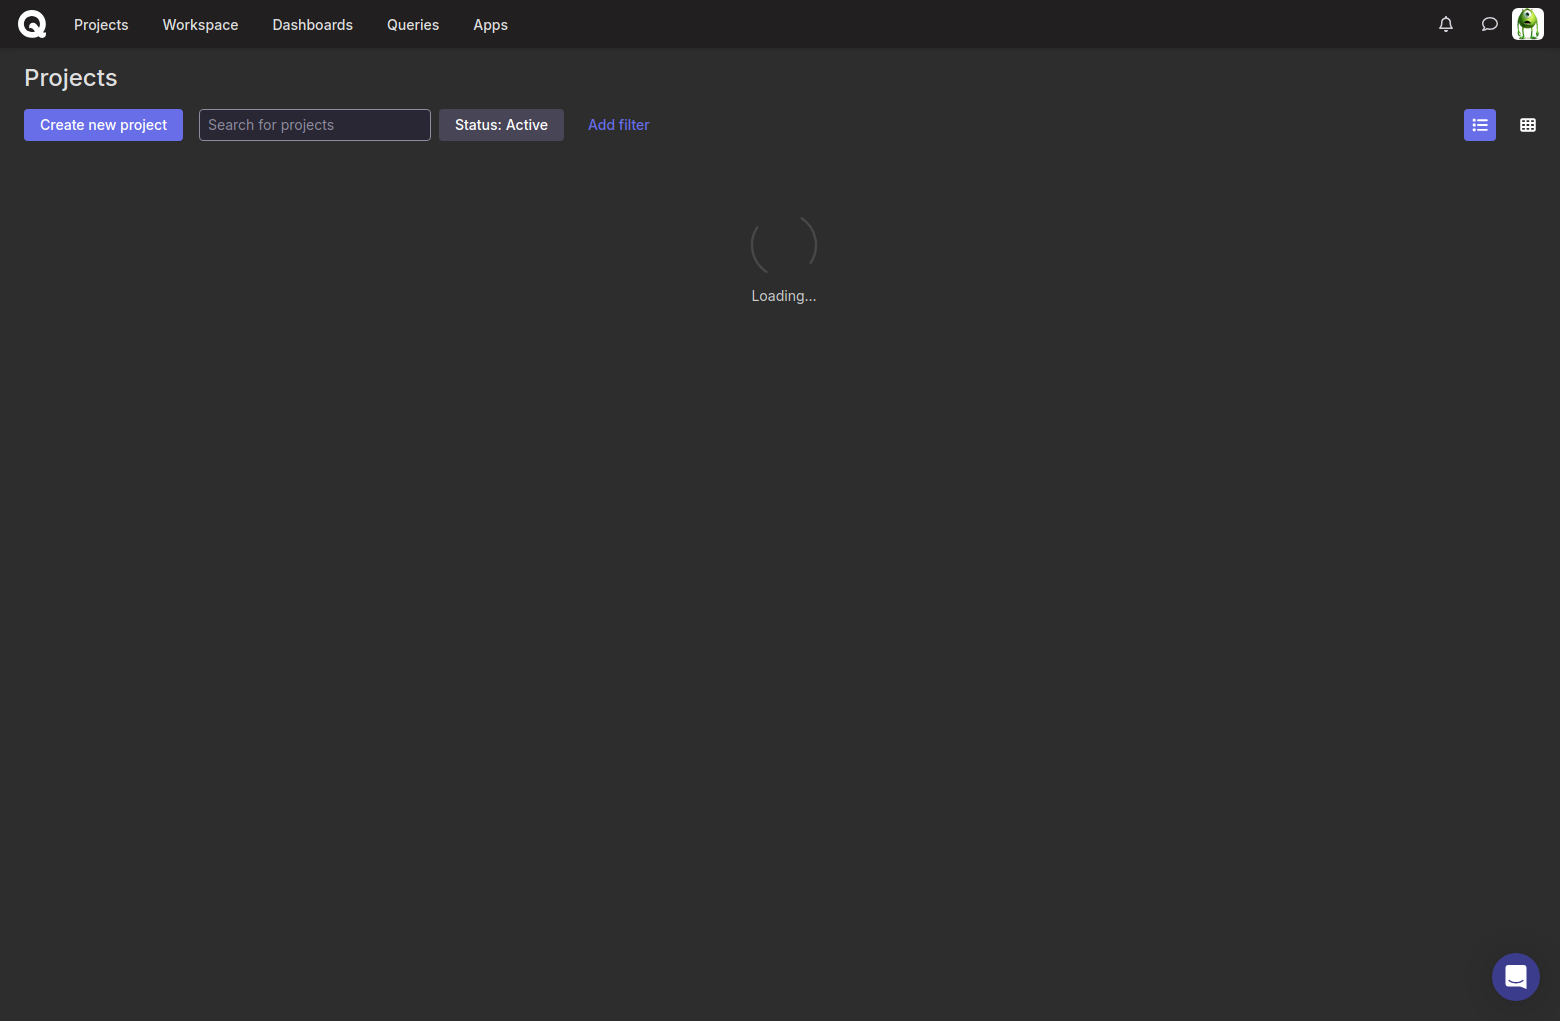 Projects Workspace Dashboards Queries Apps
Projects
Create new project Search for projects Status: Active Add filter
Loading...